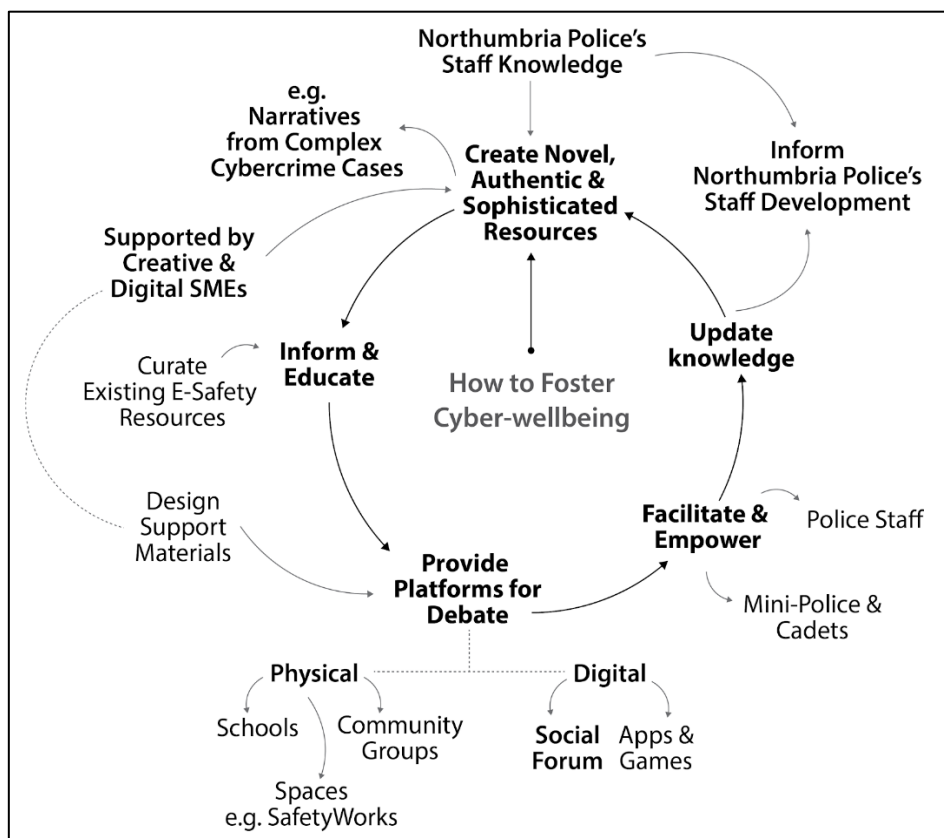 Northumbria Police's
Staff Knowledge
e.g.
Narratives
from Complex
Cybercrime Cases
Create Novel,
Authentic &
Sophisticated
Resources
Inform
Northumbria Police's
Staff Development
Supported by
Creative &
Digital SMEs
Inform &
Educate
Update
knowledge
Curate
Existing E-Safety
Resources
How to Foster
Cyber-wellbeing
Design
Support
Materials
Facilitate &
Empower
Police Staff
Provide
Platforms for
Debate
Mini-Police &
Cadets
Physical
Digital
Schools
Community
Groups
Social
Forum
Apps &
Games
Spaces
e.g. SafetyWorks